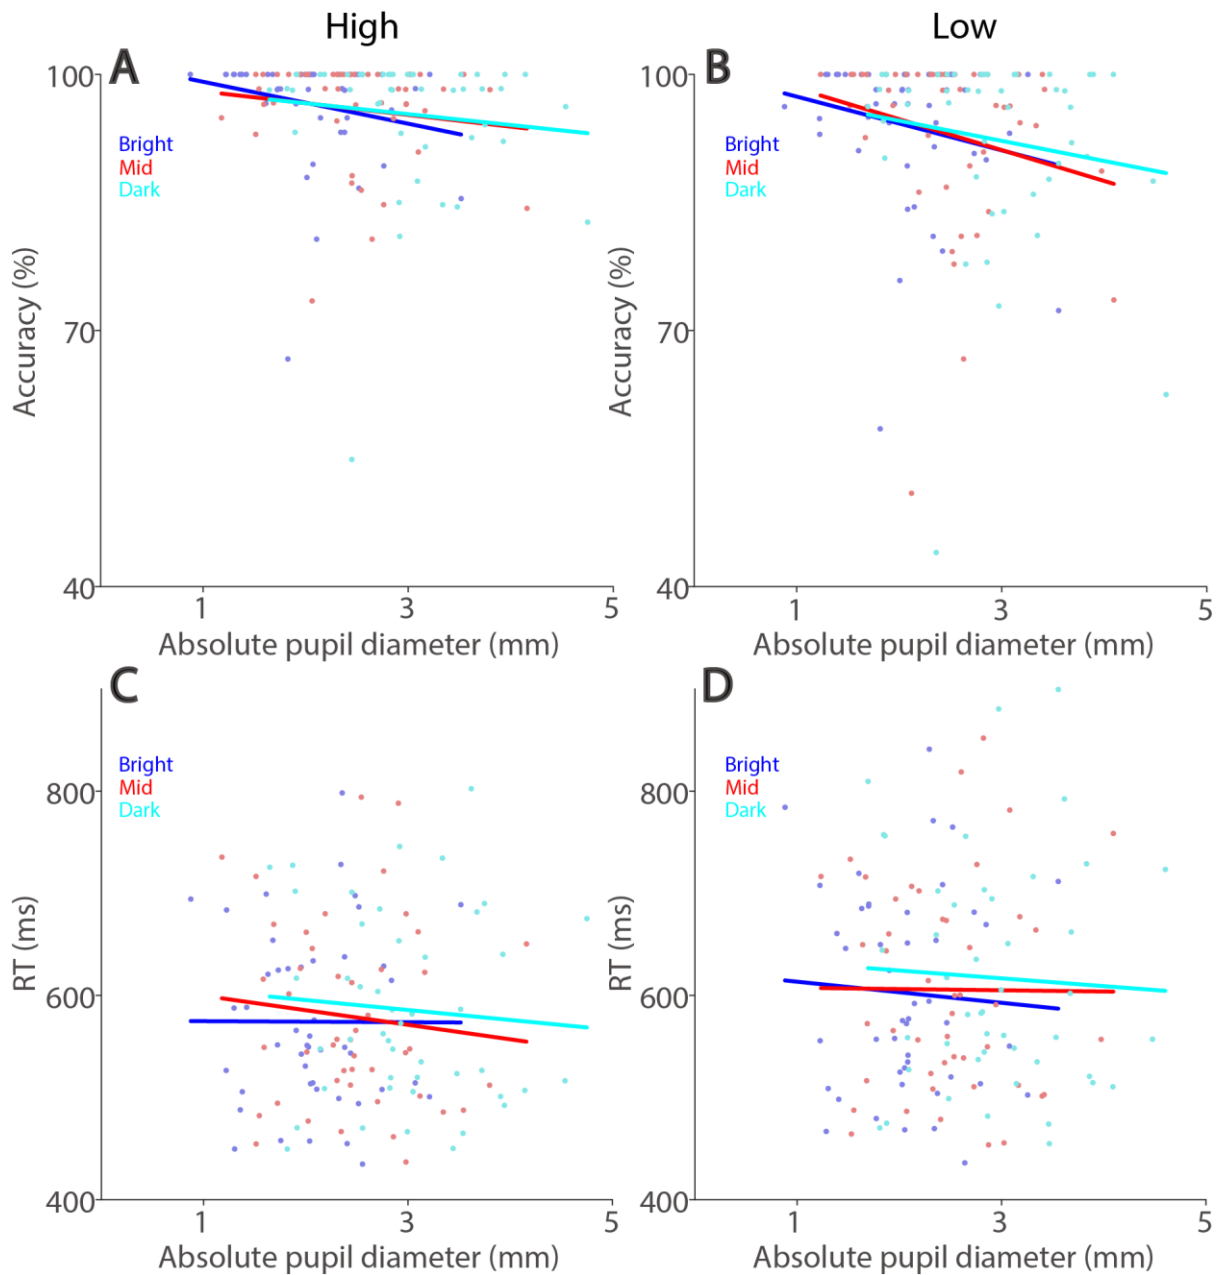 High
Low
A
B
100
100
Bright
Mid
Dark
Bright
Mid
Dark
Accuracy (%)
Accuracy (%)
70
70
40
40
1
3
5
1
3
5
Absolute pupil diameter (mm)
Absolute pupil diameter (mm)
C
D
Bright
Mid
Dark
Bright
Mid
Dark
800
800
RT (ms)
RT (ms)
600
600
400
400
1
3
5
1
3
5
Absolute pupil diameter (mm)
Absolute pupil diameter (mm)